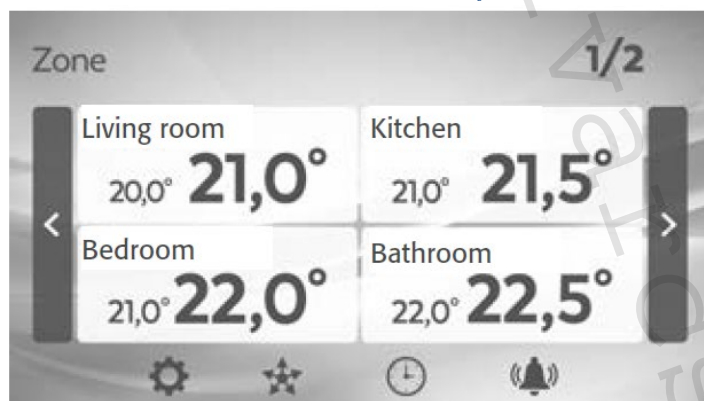 Zone 1/2
Living room
20,0° 21,0°
Kitchen
21,0° 21,5°
Bedroom
21,0° 22,0°
Bathroom
22,0° 22,5°